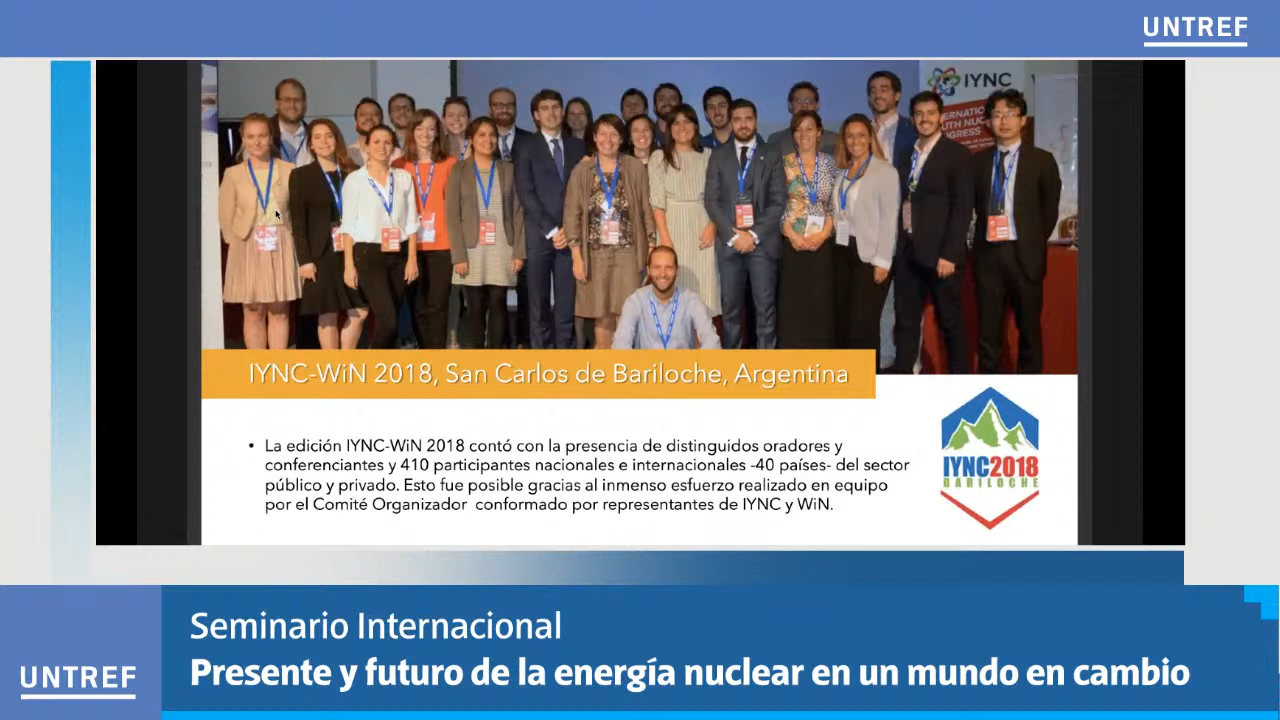 UNTREF
IYNC
IYNC-WiN 2018, San Carlos de Bariloche, Argentina
• La edición IYNC-WiN 2018 contó con la presencia de distinguidos oradores y
conferenciantes y 410 participantes nacionales e internacionales -40 países- del sector
público y privado. Esto fue posible gracias al inmenso esfuerzo realizado en equipo
por el Comité Organizador conformado por representantes de IYNC y WiN.
IYNC2018
BARILOCHE
Seminario Internacional
UNTREF
Presente y futuro de la energía nuclear en un mundo en cambio